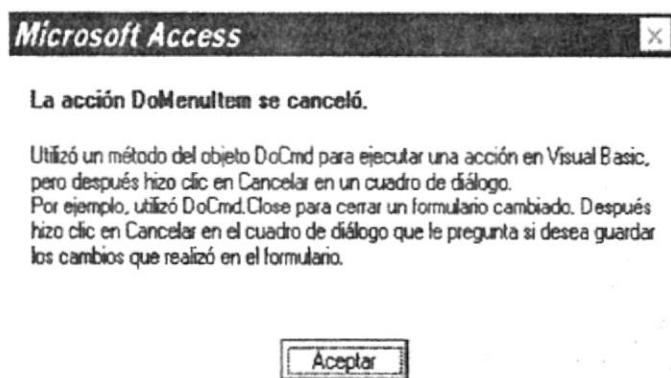 Microsoft Access
La acción DoMenuItem se canceló.
Utilizó un método del objeto DoCmd para ejecutar una acción en Visual Basic,
pero después hizo clic en Cancelar en un cuadro de diálogo.
Por ejemplo, utilizó DoCmd.Close para cerrar un formulario cambiado. Después
hizo clic en Cancelar en el cuadro de diálogo que le pregunta si desea guardar
los cambios que realizó en el formulario.
Aceptar